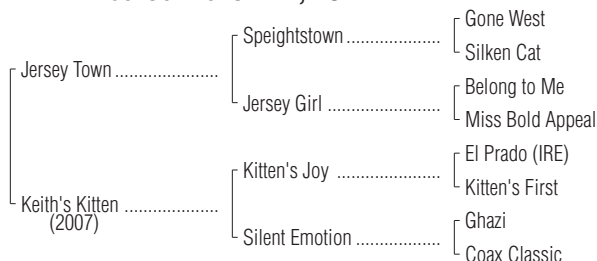 Gone West
Speightstown ....................
Silken Cat
Jersey Town ......................
Belong to Me
Jersey Girl ........................
Miss Bold Appeal
El Prado (IRE)
Kitten's Joy ......................
Kitten's First
Keith's Kitten ....................
(2007)
Ghazi
Silent Emotion ..................
Coax Classic